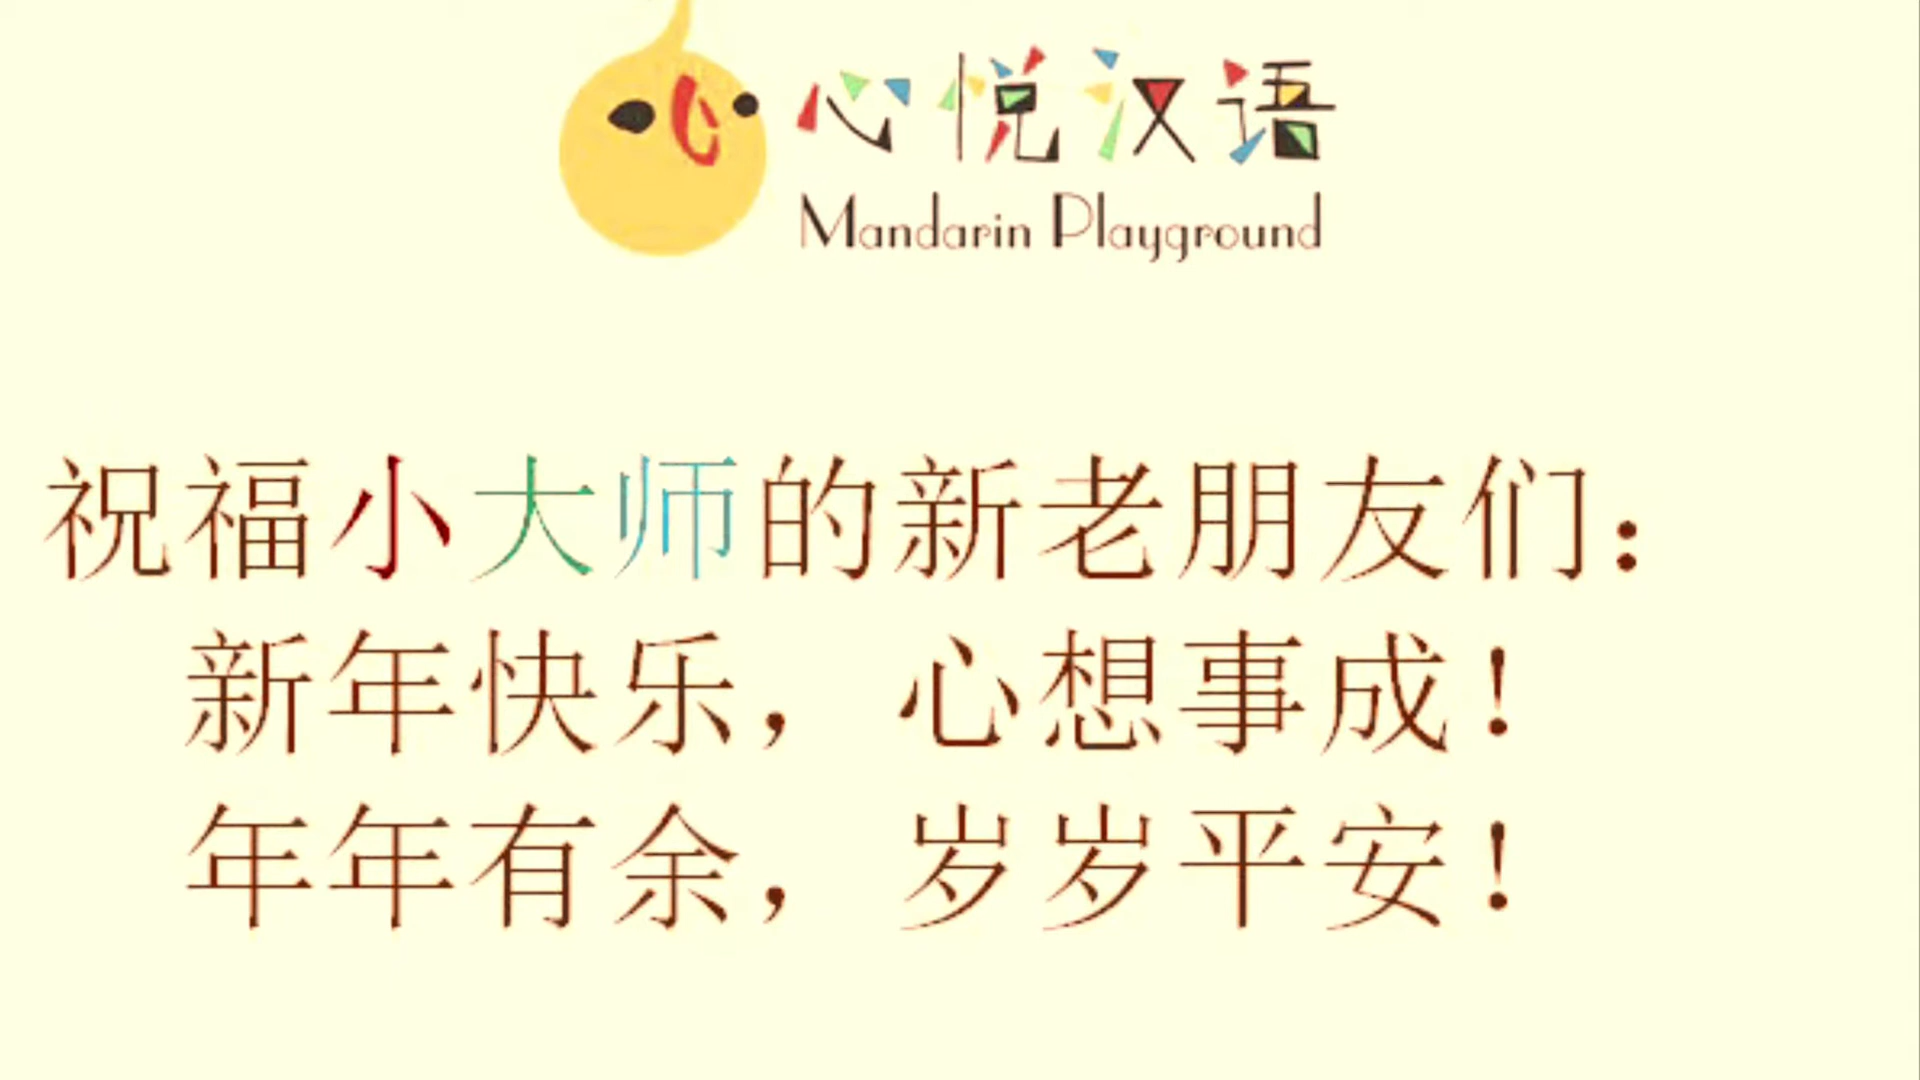 心悦汉语
Mandarin Playground
祝福小大师的新老朋友们：
新年快乐，心想事成！
年年有余，岁岁平安！